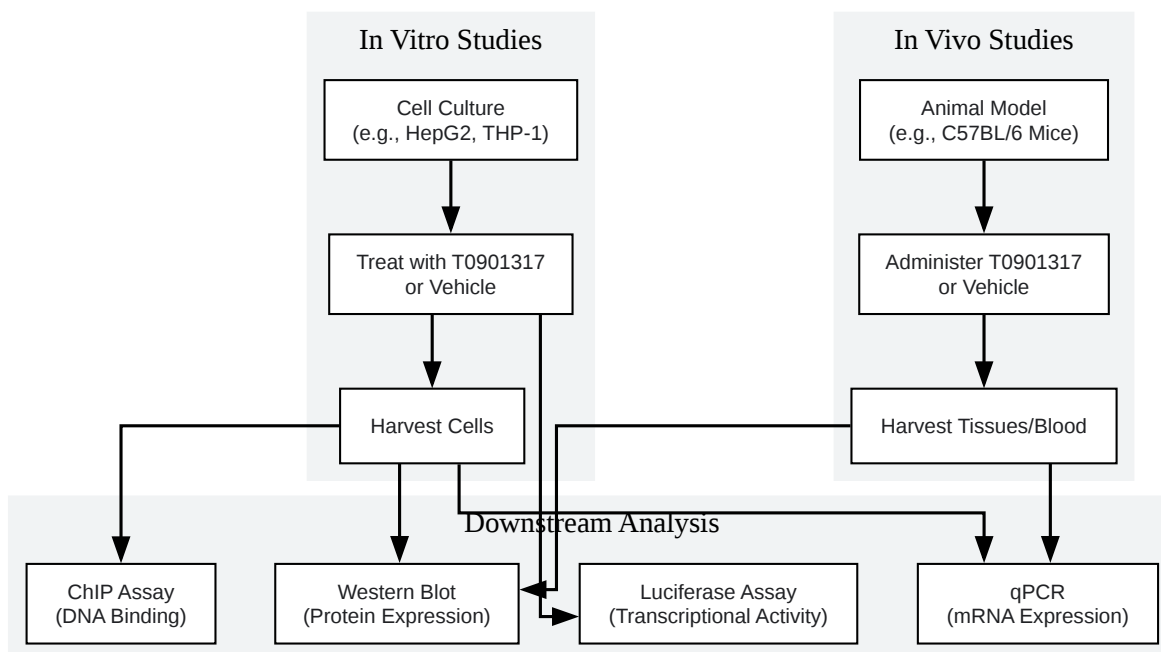 In Vitro Studies
In Vivo Studies
Cell Culture
(e.g., HepG2, THP-1)
Animal Model
(e.g., C57BL/6 Mice)
Treat with T0901317
or Vehicle
Administer T0901317
or Vehicle
Harvest Cells
Harvest Tissues/Blood
Downstream Analysis
ChIP Assay
(DNA Binding)
Western Blot
(Protein Expression)
Luciferase Assay
(Transcriptional Activity)
qPCR
(mRNA Expression)